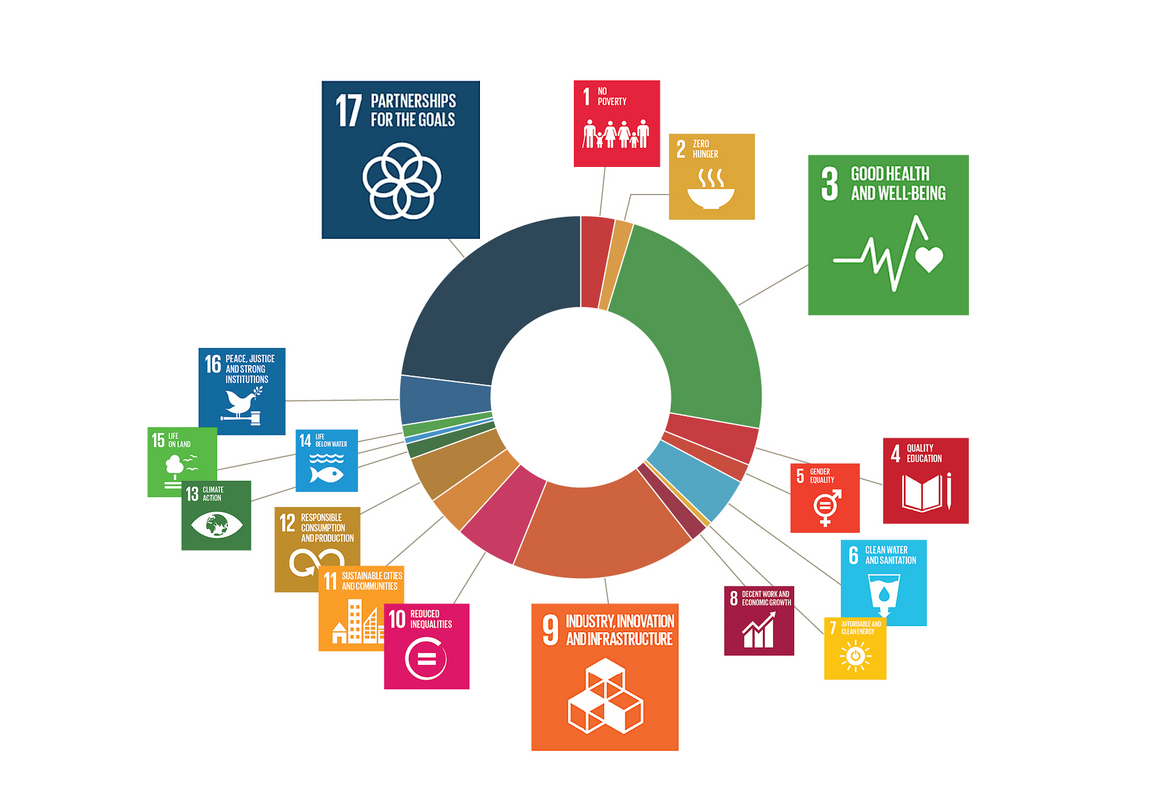 17 PARTNERSHIPS
FOR THE GOALS
1 NO
POVERTY
2 ZERO
HUNGER
3 GOOD HEALTH
AND WELL-BEING
16 PEACE, JUSTICE
AND STRONG
INSTITUTIONS
15 LIFE
ON LAND
14 LIFE
BELOW WATER
13 CLIMATE
ACTION
12 RESPONSIBLE
CONSUMPTION
AND PRODUCTION
11 SUSTAINABLE CITIES
AND COMMUNITIES
10 REDUCED
INEQUALITIES
9 INDUSTRY, INNOVATION
AND INFRASTRUCTURE
8 DECENT WORK AND
ECONOMIC GROWTH
7 AFFORDABLE AND
CLEAN ENERGY
6 CLEAN WATER
AND SANITATION
5 GENDER
EQUALITY
4 QUALITY
EDUCATION